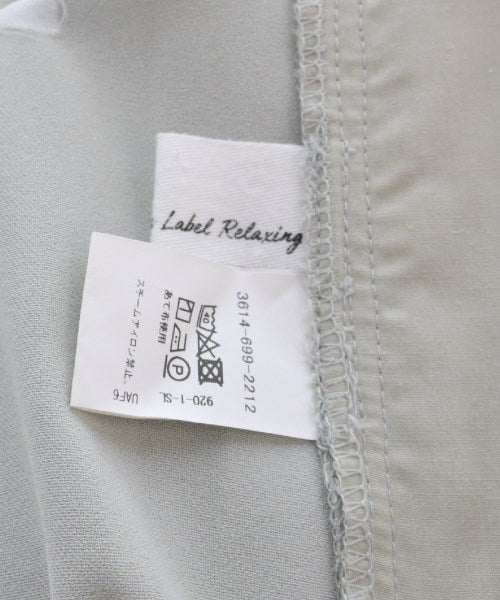 Label Relaxing
3614-699-2212
40
P
あて布使用
スチームアイロン禁止。
920-1-SL
UAF6